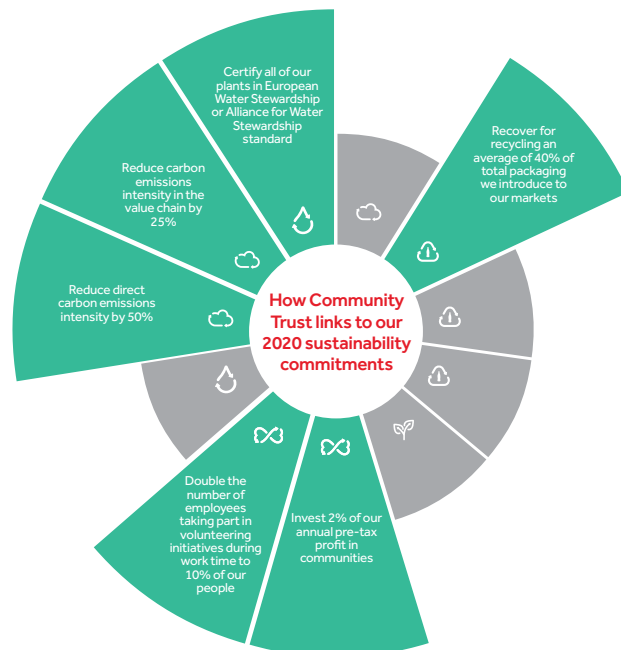 Certify all of our
plants in European
Water Stewardship
or Alliance for Water
Stewardship
standard
Recover for
recycling an
average of 40% of
total packaging
we introduce to
our markets
Reduce carbon
emissions
intensity in the
value chain by
25%
Reduce direct
carbon emissions
intensity by 50%
How Community
Trust links to our
2020 sustainability
commitments
Double the
number of
employees
taking part in
volunteering
initiatives during
work time to
10% of our
people
Invest 2% of our
annual pre-tax
profit in
communities